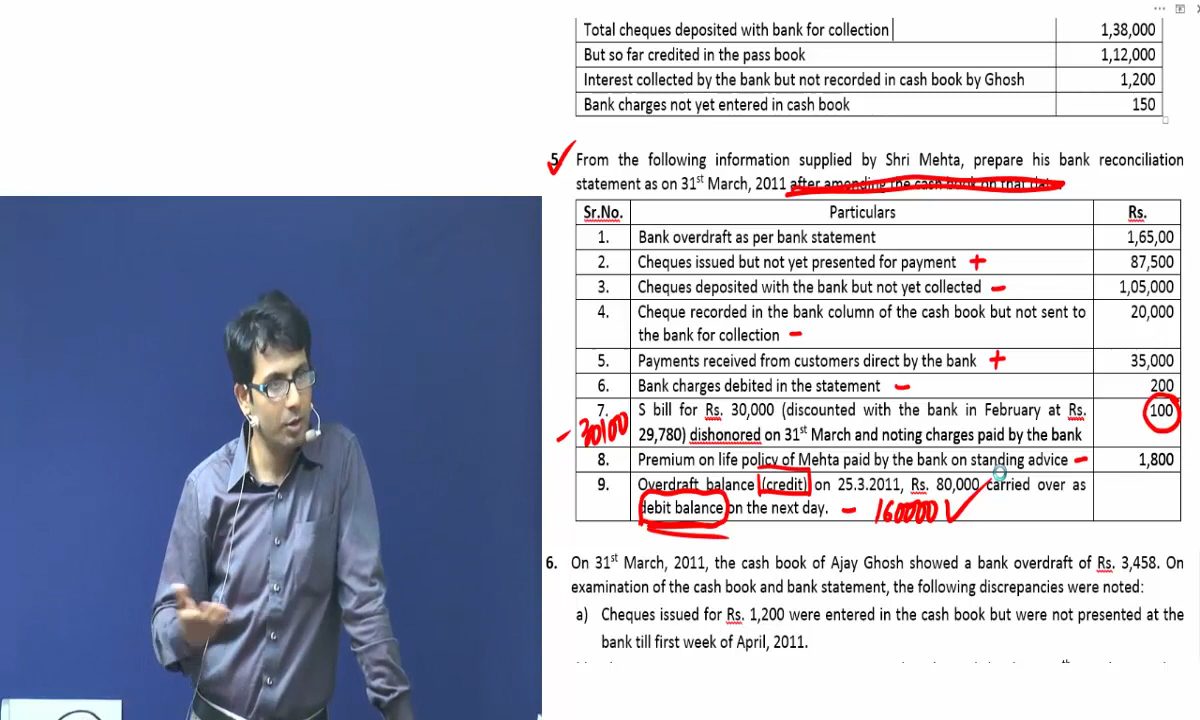 Total cheques deposited with bank for collection 1,38,000
But so far credited in the pass book 1,12,000
Interest collected by the bank but not recorded in cash book by Ghosh 1,200
Bank charges not yet entered in cash book 150
5. From the following information supplied by Shri Mehta, prepare his bank reconciliation
statement as on 31st March, 2011 after amending the cash book on that date.
Sr.No. Particulars Rs.
1. Bank overdraft as per bank statement 1,65,00
2. Cheques issued but not yet presented for payment + 87,500
3. Cheques deposited with the bank but not yet collected - 1,05,000
4. Cheque recorded in the bank column of the cash book but not sent to 20,000
the bank for collection -
5. Payments received from customers direct by the bank + 35,000
6. Bank charges debited in the statement - 200
7. S bill for Rs. 30,000 (discounted with the bank in February at Rs. 100
- 30100 29,780) dishonored on 31st March and noting charges paid by the bank
8. Premium on life policy of Mehta paid by the bank on standing advice - 1,800
9. Overdraft balance (credit) on 25.3.2011, Rs. 80,000 carried over as
debit balance on the next day. - 160000
6. On 31st March, 2011, the cash book of Ajay Ghosh showed a bank overdraft of Rs. 3,458. On
examination of the cash book and bank statement, the following discrepancies were noted:
a) Cheques issued for Rs. 1,200 were entered in the cash book but were not presented at the
bank till first week of April, 2011.